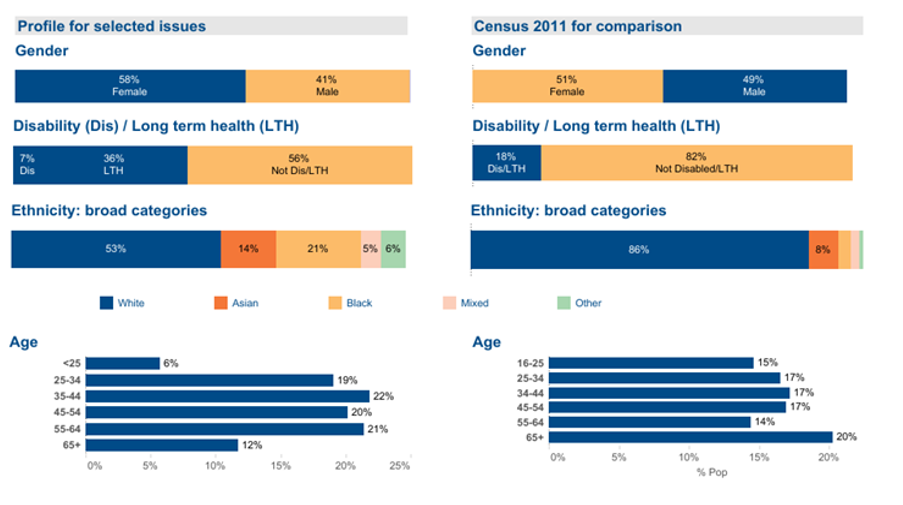 Profile for selected issues
Gender
58%
Female
41%
Male
Disability (Dis) / Long term health (LTH)
7%
Dis
36%
LTH
56%
Not Dis/LTH
Ethnicity: broad categories
53%
14%
21%
5%
6%
Census 2011 for comparison
Gender
51%
Female
49%
Male
Disability / Long term health (LTH)
18%
Dis/LTH
82%
Not Disabled/LTH
Ethnicity: broad categories
86%
8%
White
Asian
Black
Mixed
Other
Age
<25 6%
25-34 19%
35-44 22%
45-54 20%
55-64 21%
65+ 12%
0% 5% 10% 15% 20% 25%
Age
16-25 15%
25-34 17%
34-44 17%
45-54 17%
55-64 14%
65+ 20%
0% 5% 10% 15% 20%
% Pop